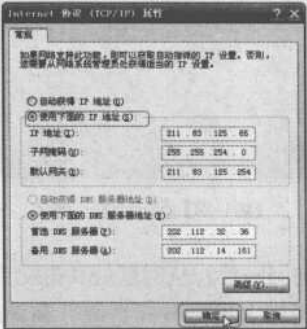 Internet 协议 (TCP/IP) 属性
常规
如果网络支持此功能，则可以获取自动指派的 IP 设置。否则，
您需要从网络系统管理员处获得适当的 IP 设置。
自动获得 IP 地址(O)
使用下面的 IP 地址(S):
IP 地址(I): 211 . 83 . 125 . 65
子网掩码(U): 255 . 255 . 254 . 0
默认网关(D): 211 . 83 . 125 . 254
自动获得 DNS 服务器地址(B)
使用下面的 DNS 服务器地址(E):
首选 DNS 服务器(P): 202 . 112 . 32 . 36
备用 DNS 服务器(A): 202 . 112 . 14 . 161
高级(V)...
确定
取消